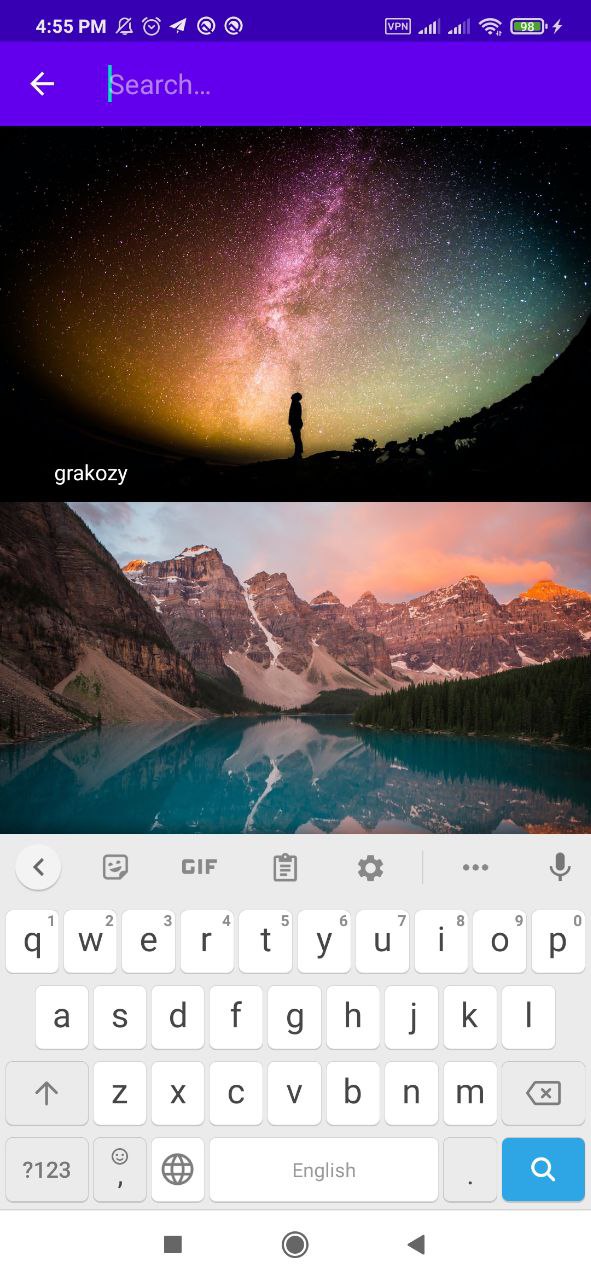 4:55 PM VPN 98
Search...
grakozy
GIF
q 1 w 2 e 3 r 4 t 5 y 6 u 7 i 8 o 9 p 0
a s d f g h j k l
z x c v b n m
?123 , English .